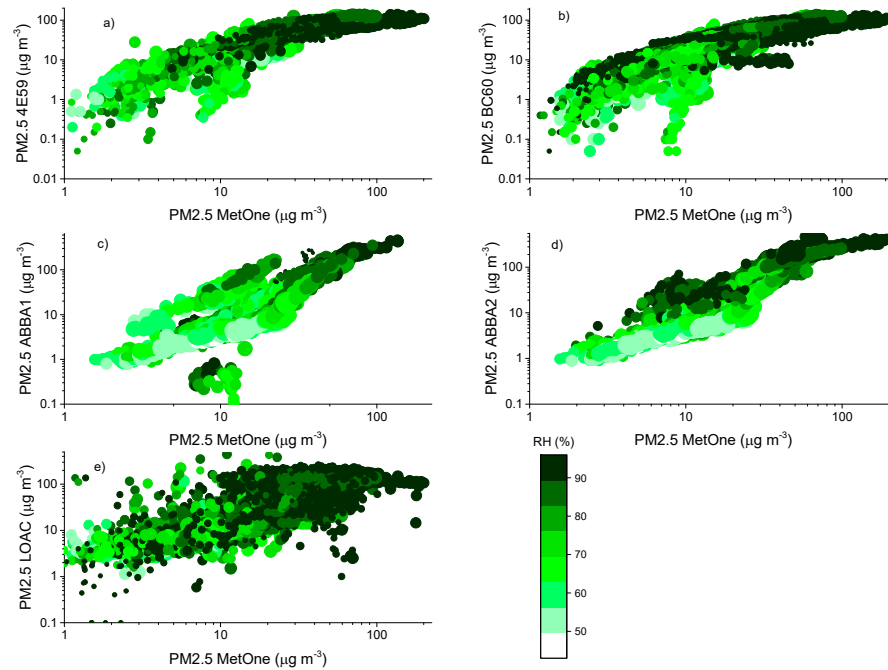 a)
PM2.5 4E59 (μg m⁻³)
100
10
1
0.1
0.01
1 10 100
PM2.5 MetOne (μg m⁻³)
b)
PM2.5 BC60 (μg m⁻³)
100
10
1
0.1
0.01
1 10 100
PM2.5 MetOne (μg m⁻³)
c)
PM2.5 ABBA1 (μg m⁻³)
100
10
1
0.1
1 10 100
PM2.5 MetOne (μg m⁻³)
d)
PM2.5 ABBA2 (μg m⁻³)
100
10
1
0.1
1 10 100
PM2.5 MetOne (μg m⁻³)
e)
PM2.5 LOAC (μg m⁻³)
100
10
1
0.1
1 10 100
PM2.5 MetOne (μg m⁻³)
RH (%)
90
80
70
60
50